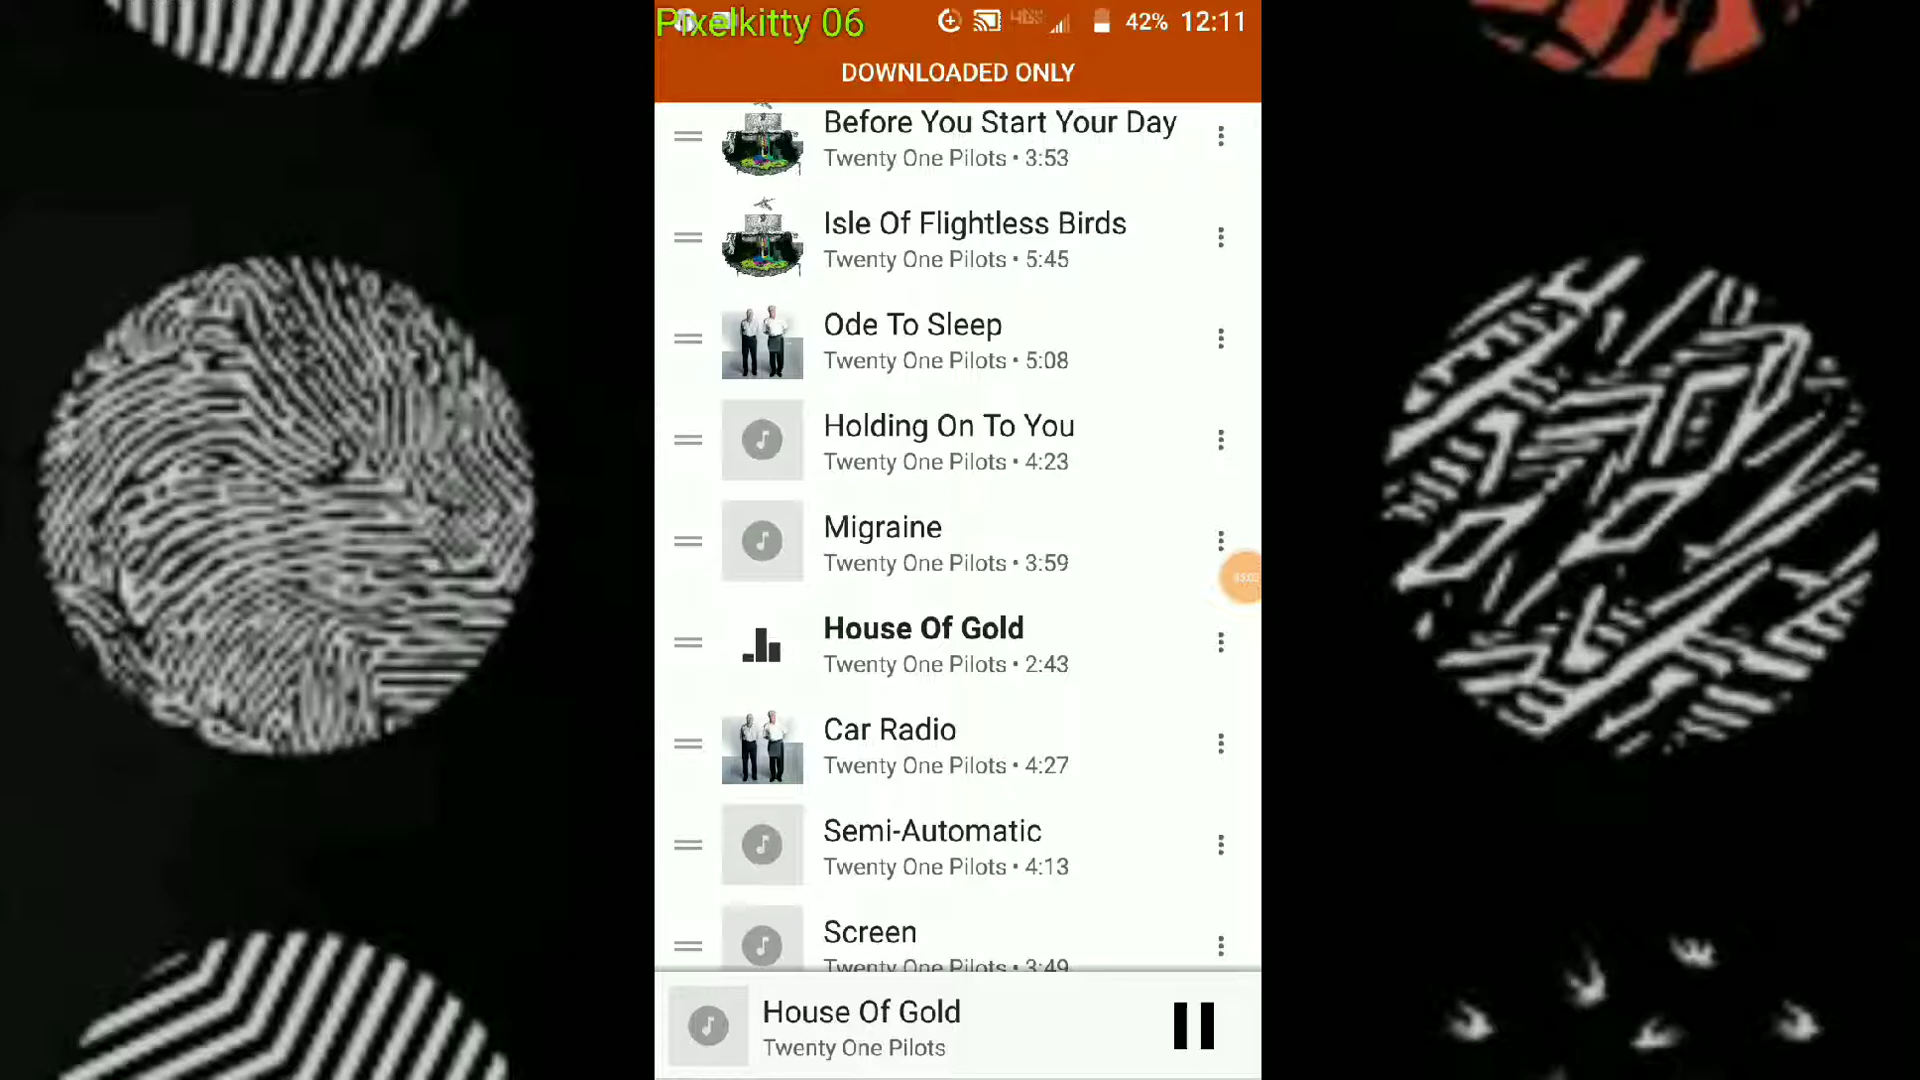 Pixelkitty 06
42% 12:11
DOWNLOADED ONLY
Before You Start Your Day
Twenty One Pilots • 3:53
Isle Of Flightless Birds
Twenty One Pilots • 5:45
Ode To Sleep
Twenty One Pilots • 5:08
Holding On To You
Twenty One Pilots • 4:23
Migraine
Twenty One Pilots • 3:59
House Of Gold
Twenty One Pilots • 2:43
Car Radio
Twenty One Pilots • 4:27
Semi-Automatic
Twenty One Pilots • 4:13
Screen
Twenty One Pilots • 3:49
House Of Gold
Twenty One Pilots